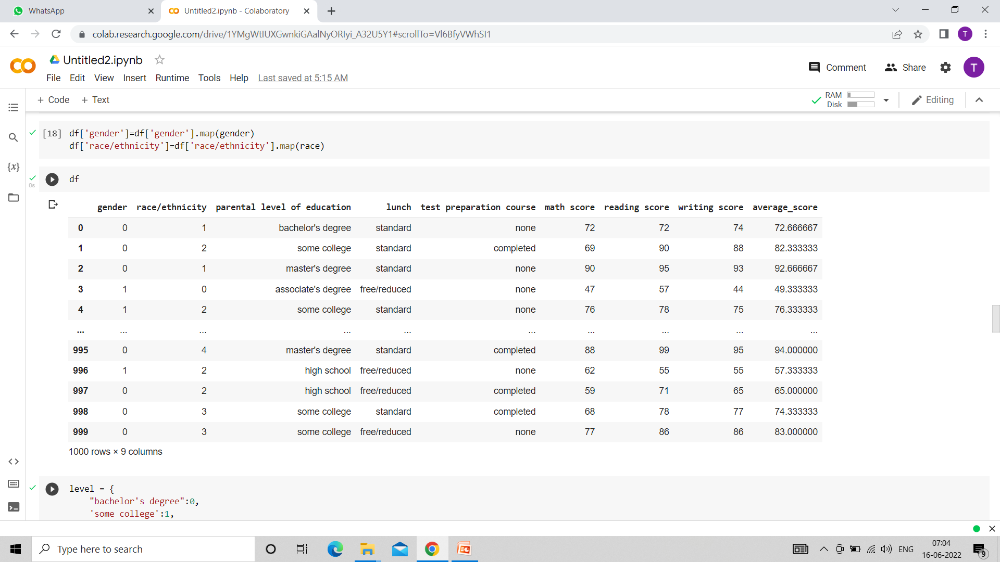 WhatsApp
Untitled2.ipynb - Colaboratory
colab.research.google.com/drive/1YMgWtIUXGwnkiGAalNyORIyi_A32U5Y1#scrollTo=Vl6BfyVWhSI1
T
Untitled2.ipynb
File Edit View Insert Runtime Tools Help Last saved at 5:15 AM
Comment Share T
+ Code + Text
RAM
Disk
Editing
[18] df['gender']=df['gender'].map(gender)
df['race/ethnicity']=df['race/ethnicity'].map(race)
{x}
0s
df
gender race/ethnicity parental level of education lunch test preparation course math score reading score writing score average_score
0 0 1 bachelor's degree standard none 72 72 74 72.666667
1 0 2 some college standard completed 69 90 88 82.333333
2 0 1 master's degree standard none 90 95 93 92.666667
3 1 0 associate's degree free/reduced none 47 57 44 49.333333
4 1 2 some college standard none 76 78 75 76.333333
... ... ... ... ... ... ... ... ... ...
995 0 4 master's degree standard completed 88 99 95 94.000000
996 1 2 high school free/reduced none 62 55 55 57.333333
997 0 2 high school free/reduced completed 59 71 65 65.000000
998 0 3 some college standard completed 68 78 77 74.333333
999 0 3 some college free/reduced none 77 86 86 83.000000
1000 rows × 9 columns
level = {
"bachelor's degree":0,
'some college':1,
Type here to search
ENG
07:04
16-06-2022
9